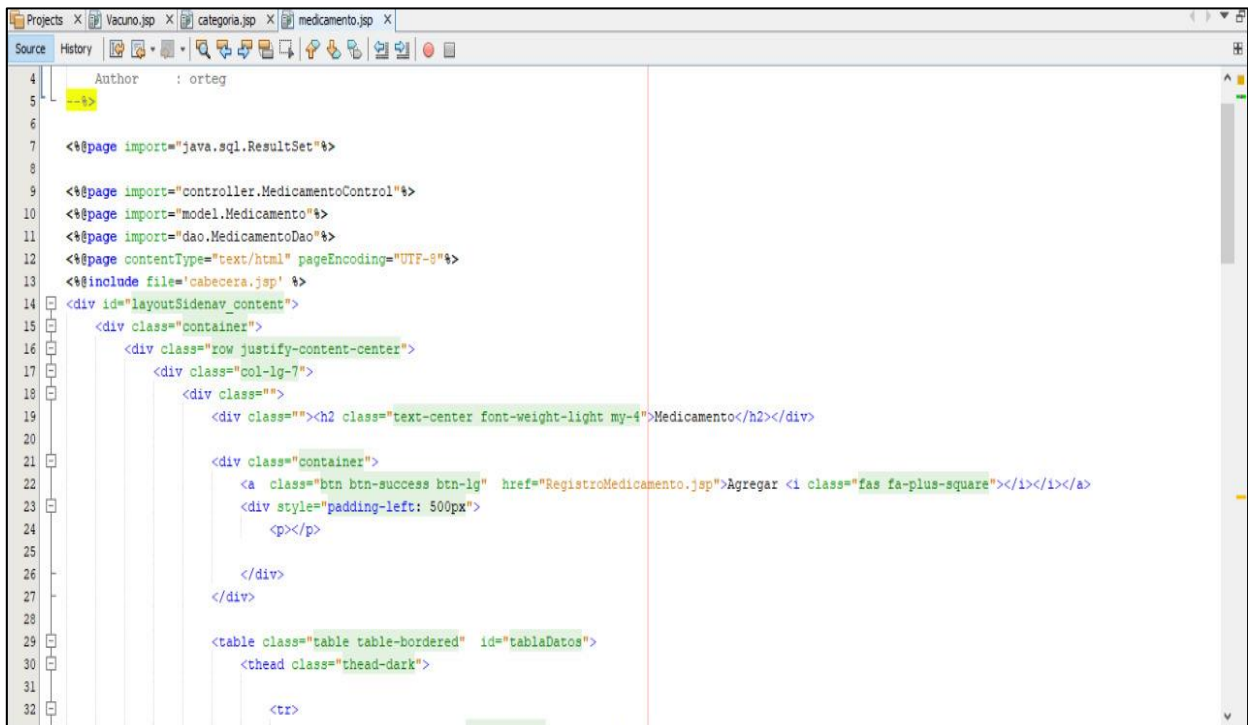 Projects X Vacuno.jsp X categoria.jsp X medicamento.jsp X
Source History
4 Author : orteg
5 --%>
6
7 <%@page import="java.sql.ResultSet"%>
8
9 <%@page import="controller.MedicamentoControl"%>
10 <%@page import="model.Medicamento"%>
11 <%@page import="dao.MedicamentoDao"%>
12 <%@page contentType="text/html" pageEncoding="UTF-8"%>
13 <%@include file='cabecera.jsp' %>
14 <div id="layoutSidenav_content">
15 <div class="container">
16 <div class="row justify-content-center">
17 <div class="col-lg-7">
18 <div class="">
19 <div class=""><h2 class="text-center font-weight-light my-4">Medicamento</h2></div>
20
21 <div class="container">
22 <a class="btn btn-success btn-lg" href="RegistroMedicamento.jsp">Agregar <i class="fas fa-plus-square"></i></i></a>
23 <div style="padding-left: 500px">
24 <p></p>
25
26 </div>
27 </div>
28
29 <table class="table table-bordered" id="tablaDatos">
30 <thead class="thead-dark">
31
32 <tr>